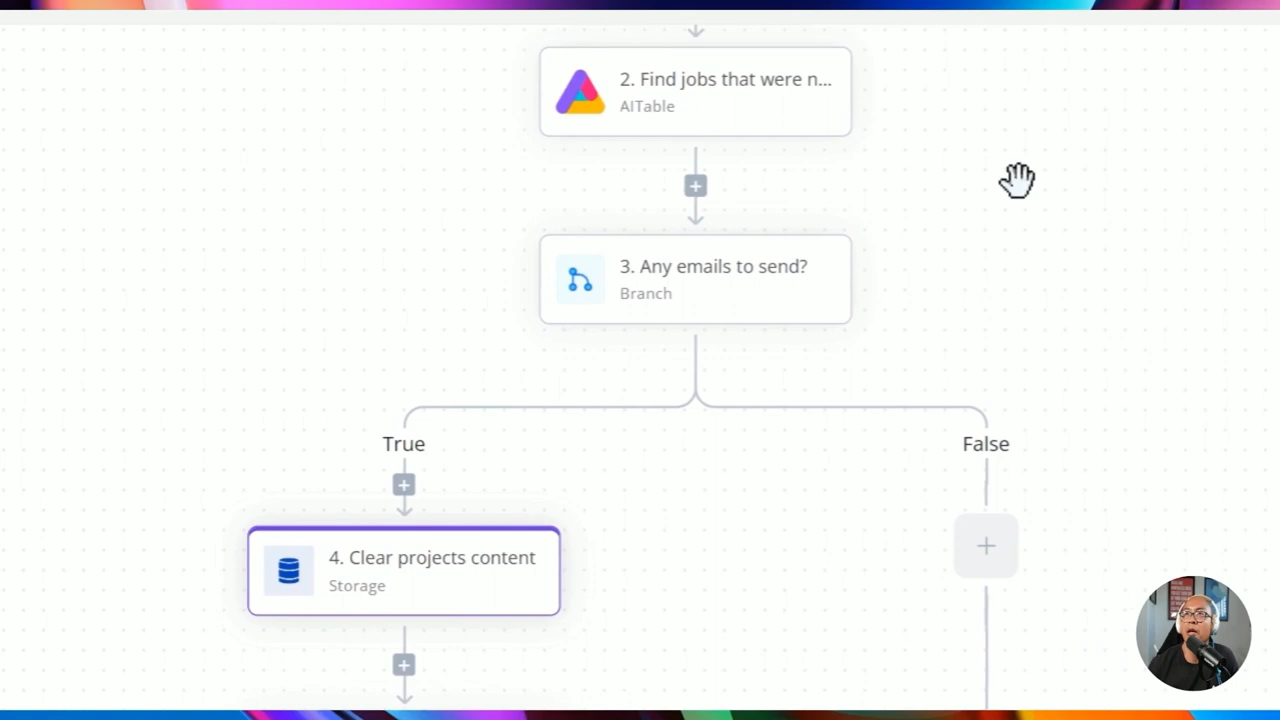 2. Find jobs that were n...
AITable
3. Any emails to send?
Branch
True
False
4. Clear projects content
Storage